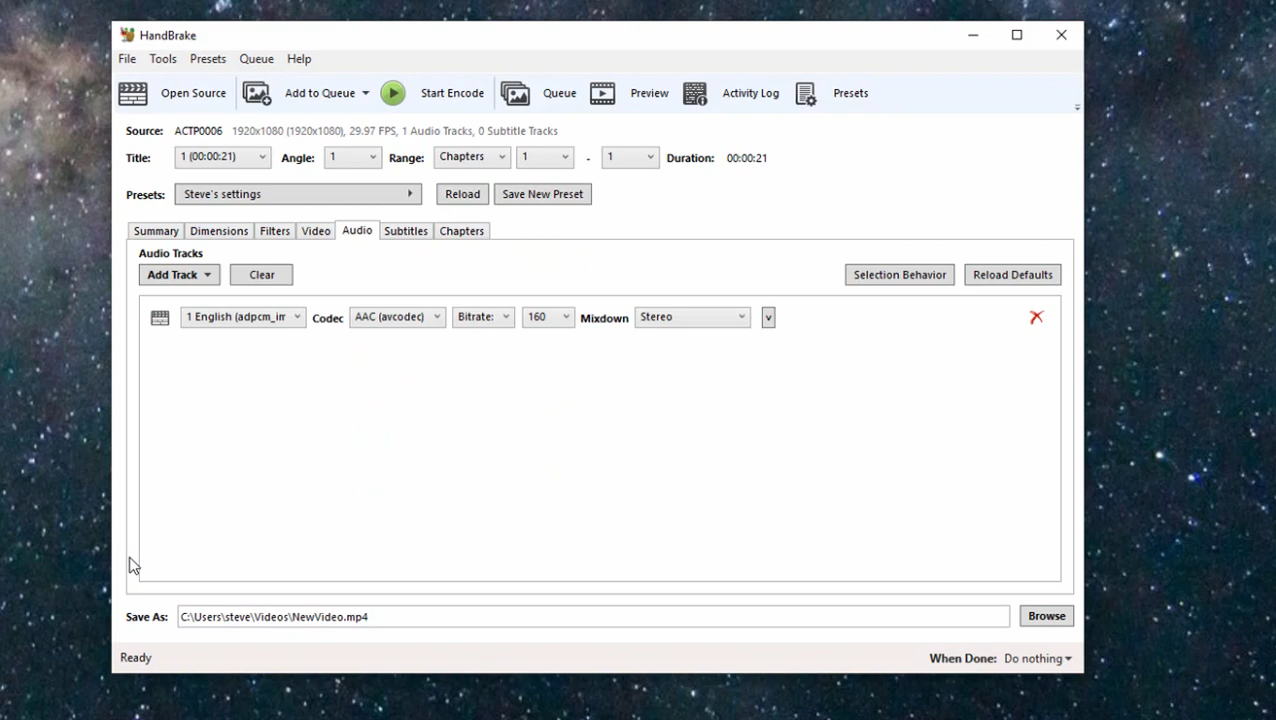 HandBrake
File Tools Presets Queue Help
Open Source Add to Queue Start Encode Queue Preview Activity Log Presets
Source: ACTP0006 1920x1080 (1920x1080), 29.97 FPS, 1 Audio Tracks, 0 Subtitle Tracks
Title: 1 (00:00:21) Angle: 1 Range: Chapters 1 - 1 Duration: 00:00:21
Presets: Steve's settings Reload Save New Preset
Summary Dimensions Filters Video Audio Subtitles Chapters
Audio Tracks
Add Track Clear Selection Behavior Reload Defaults
1 English (adpcm_im Codec AAC (avcodec) Bitrate: 160 Mixdown Stereo v
Save As: C:\Users\steve\Videos\NewVideo.mp4 Browse
Ready When Done: Do nothing